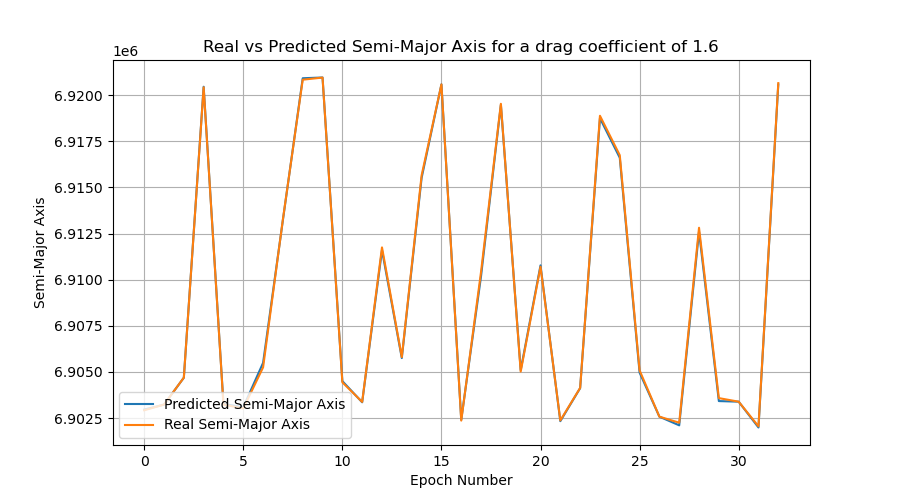 Real vs Predicted Semi-Major Axis for a drag coefficient of 1.6
1e6
6.9200
6.9175
6.9150
6.9125
6.9100
6.9075
6.9050
6.9025
Semi-Major Axis
Predicted Semi-Major Axis
Real Semi-Major Axis
0 5 10 15 20 25 30
Epoch Number